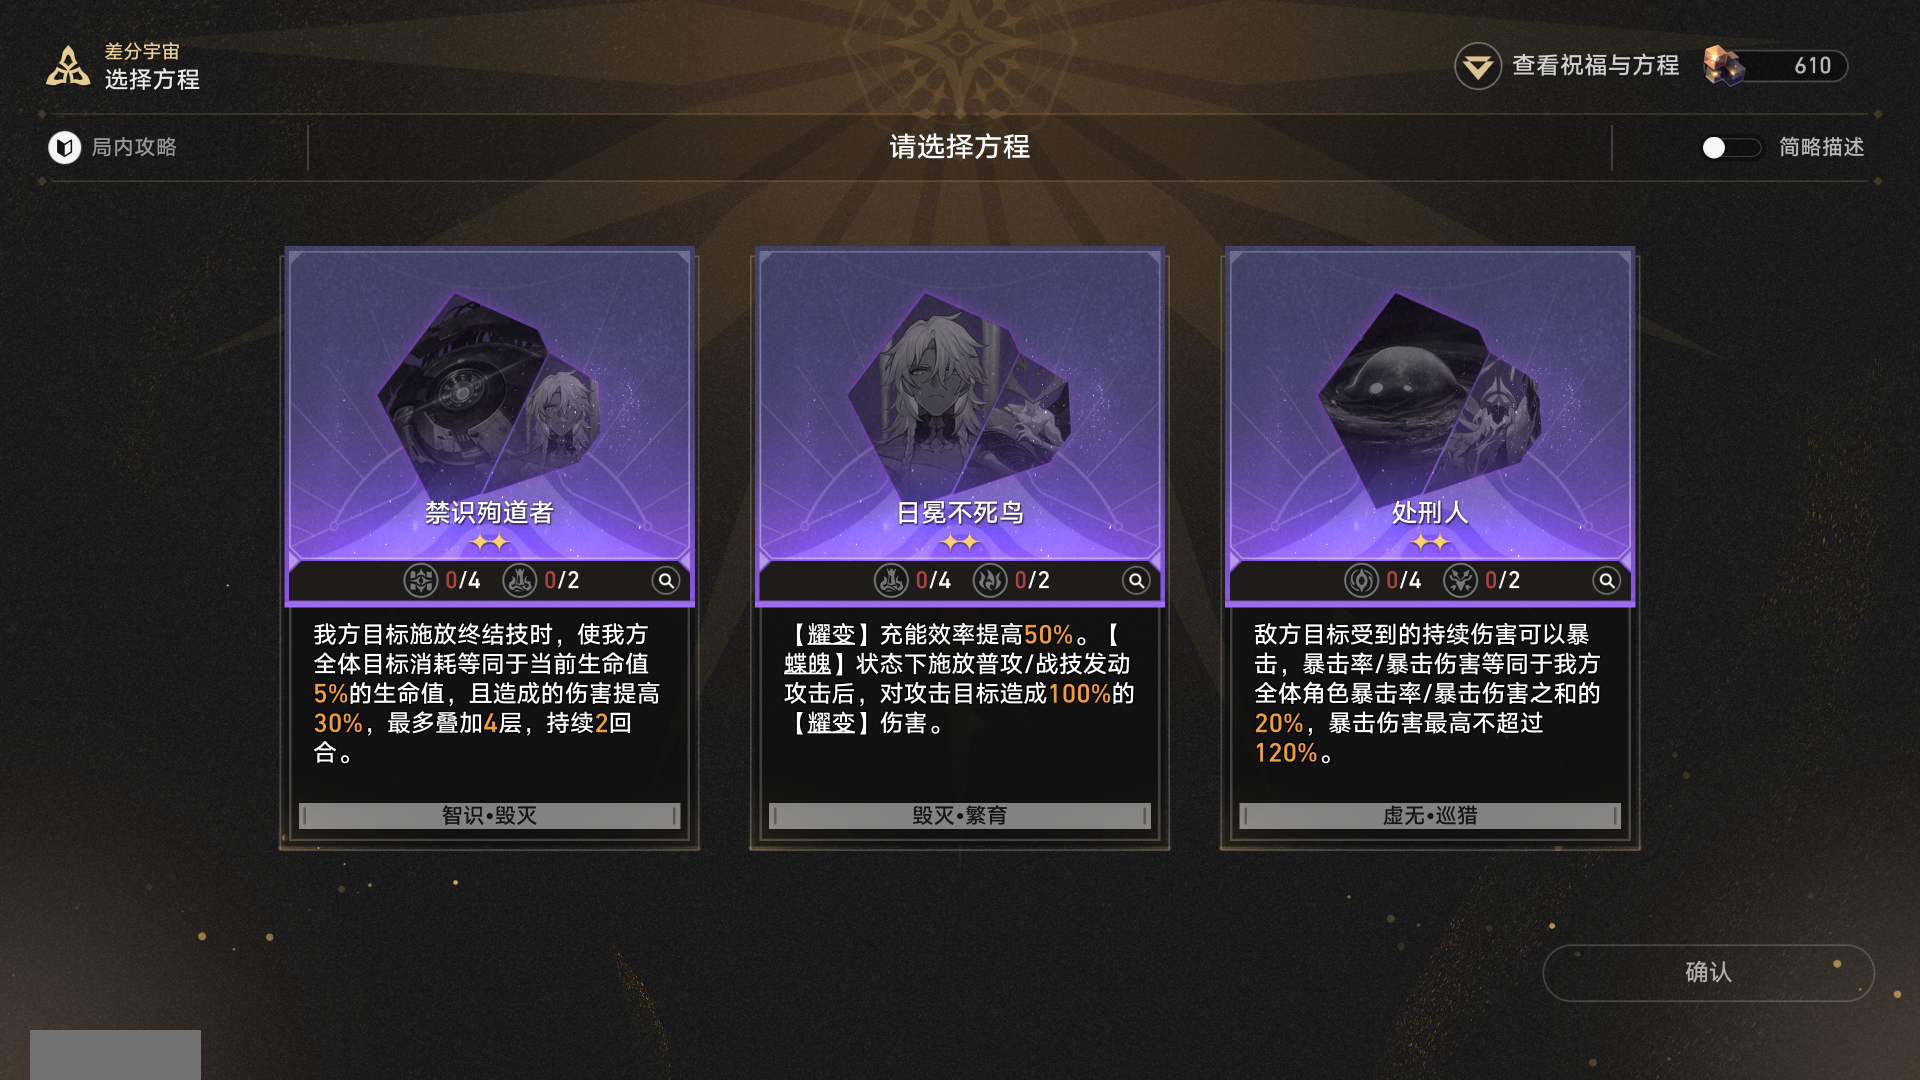 差分宇宙
选择方程
查看祝福与方程
610
局内攻略
请选择方程
简略描述
禁识殉道者
0/4 0/2
我方目标施放终结技时，使我方
全体目标消耗等同于当前生命值
5%的生命值，且造成的伤害提高
30%，最多叠加4层，持续2回
合。
智识•毁灭
日冕不死鸟
0/4 0/2
【耀变】充能效率提高50%。【
蝶魄】状态下施放普攻/战技发动
攻击后，对攻击目标造成100%的
【耀变】伤害。
毁灭•繁育
处刑人
0/4 0/2
敌方目标受到的持续伤害可以暴
击，暴击率/暴击伤害等同于我方
全体角色暴击率/暴击伤害之和的
20%，暴击伤害最高不超过
120%。
虚无•巡猎
确认